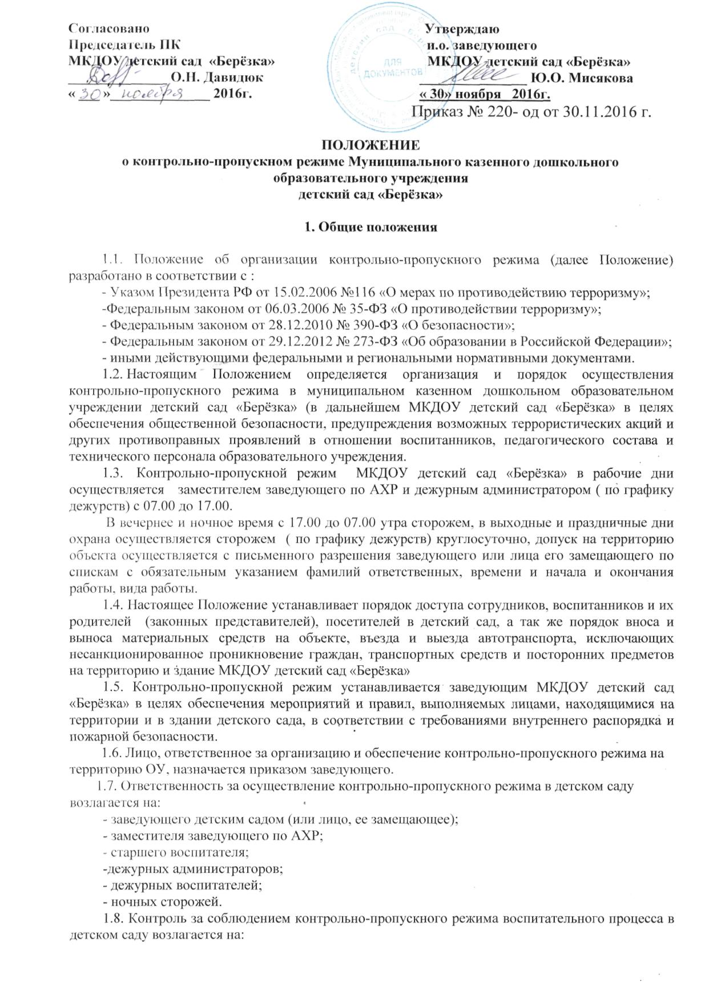 Согласовано Утверждаю
Председатель ПК и.о. заведующего
МКДОУ детский сад «Берёзка» МКДОУ детский сад «Берёзка»
О.Н. Давидюк Ю.О. Мисякова
« 30 » ноября 2016г. « 30» ноября 2016г.
Приказ № 220- од от 30.11.2016 г.
детский сад «Берёзка»
ДЛЯ
ДОКУМЕНТОВ
ПОЛОЖЕНИЕ
о контрольно-пропускном режиме Муниципального казенного дошкольного
образовательного учреждения
детский сад «Берёзка»
1. Общие положения
1.1. Положение об организации контрольно-пропускного режима (далее Положение)
разработано в соответствии с :
- Указом Президента РФ от 15.02.2006 №116 «О мерах по противодействию терроризму»;
-Федеральным законом от 06.03.2006 № 35-ФЗ «О противодействии терроризму»;
- Федеральным законом от 28.12.2010 № 390-ФЗ «О безопасности»;
- Федеральным законом от 29.12.2012 № 273-ФЗ «Об образовании в Российской Федерации»;
- иными действующими федеральными и региональными нормативными документами.
1.2. Настоящим Положением определяется организация и порядок осуществления
контрольно-пропускного режима в муниципальном казенном дошкольном образовательном
учреждении детский сад «Берёзка» (в дальнейшем МКДОУ детский сад «Берёзка» в целях
обеспечения общественной безопасности, предупреждения возможных террористических акций и
других противоправных проявлений в отношении воспитанников, педагогического состава и
технического персонала образовательного учреждения.
1.3. Контрольно-пропускной режим МКДОУ детский сад «Берёзка» в рабочие дни
осуществляется заместителем заведующего по АХР и дежурным администратором ( по графику
дежурств) с 07.00 до 17.00.
В вечернее и ночное время с 17.00 до 07.00 утра сторожем, в выходные и праздничные дни
охрана осуществляется сторожем ( по графику дежурств) круглосуточно, допуск на территорию
объекта осуществляется с письменного разрешения заведующего или лица его замещающего по
спискам с обязательным указанием фамилий ответственных, времени и начала и окончания
работы, вида работы.
1.4. Настоящее Положение устанавливает порядок доступа сотрудников, воспитанников и их
родителей (законных представителей), посетителей в детский сад, а так же порядок вноса и
выноса материальных средств на объекте, въезда и выезда автотранспорта, исключающих
несанкционированное проникновение граждан, транспортных средств и посторонних предметов
на территорию и здание МКДОУ детский сад «Берёзка»
1.5. Контрольно-пропускной режим устанавливается заведующим МКДОУ детский сад
«Берёзка» в целях обеспечения мероприятий и правил, выполняемых лицами, находящимися на
территории и в здании детского сада, в соответствии с требованиями внутреннего распорядка и
пожарной безопасности.
1.6. Лицо, ответственное за организацию и обеспечение контрольно-пропускного режима на
территорию ОУ, назначается приказом заведующего.
1.7. Ответственность за осуществление контрольно-пропускного режима в детском саду
возлагается на:
- заведующего детским садом (или лицо, ее замещающее);
- заместителя заведующего по АХР;
- старшего воспитателя;
-дежурных администраторов;
- дежурных воспитателей;
- ночных сторожей.
1.8. Контроль за соблюдением контрольно-пропускного режима воспитательного процесса в
детском саду возлагается на: